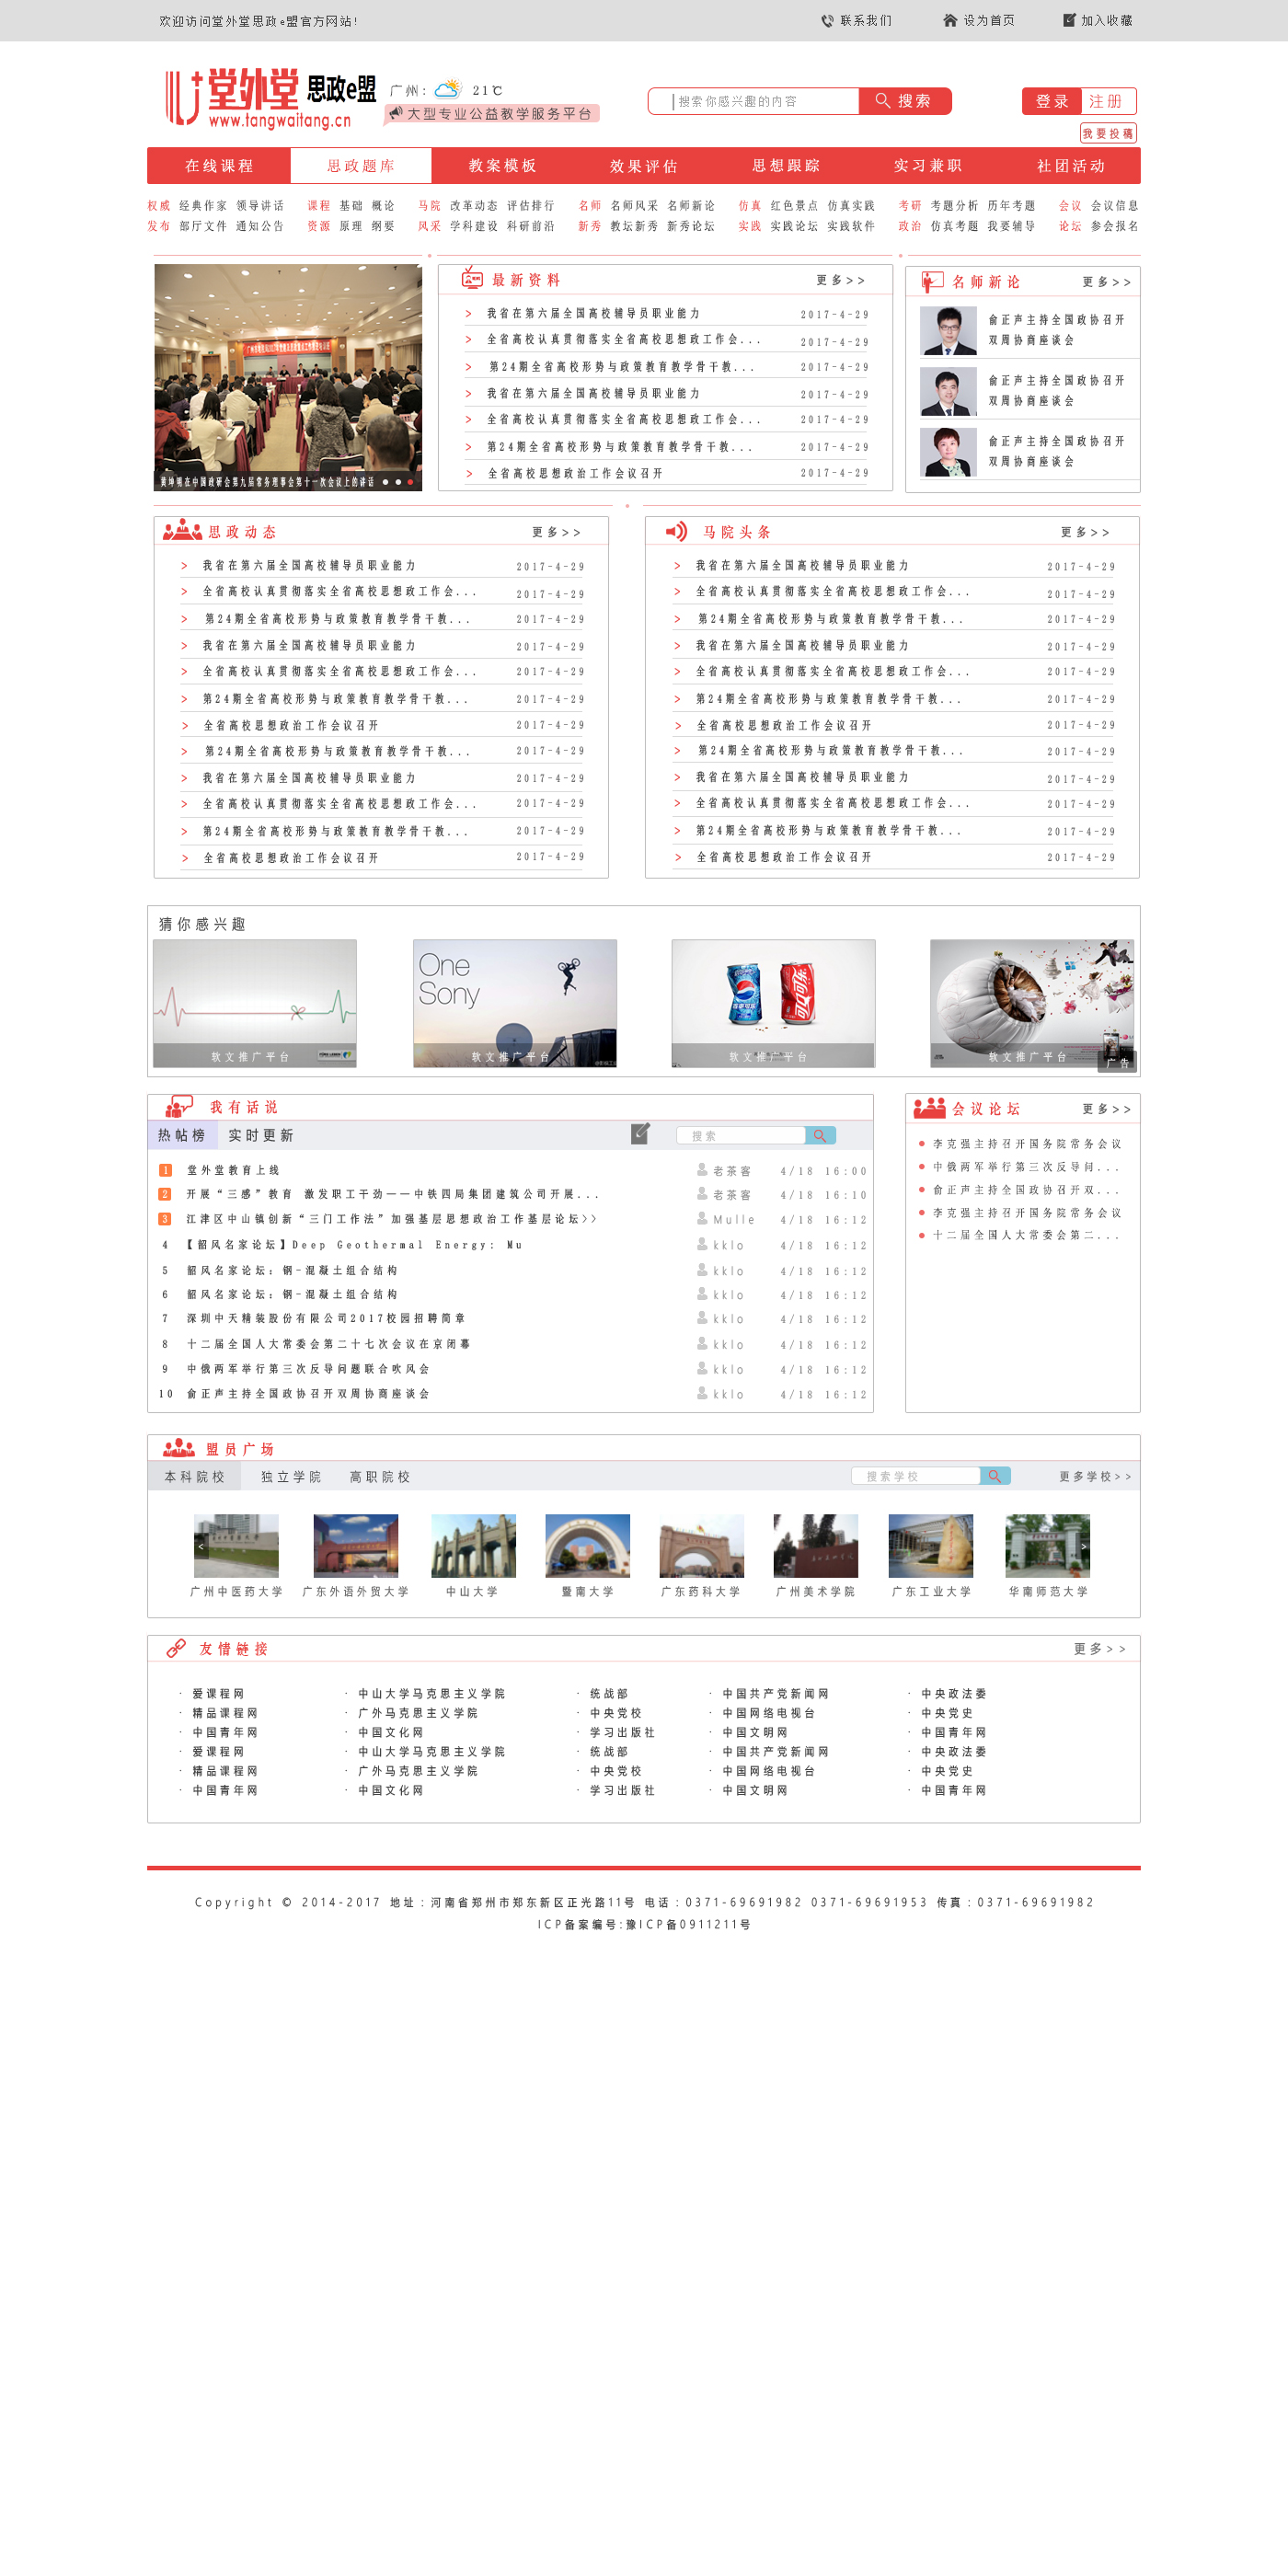 欢迎访问堂外堂思政e盟官方网站!
联系我们 设为首页 加入收藏
堂外堂 思政e盟
www.tangwaitang.cn
广州: 21℃
大型专业公益教学服务平台
搜索你感兴趣的内容 搜索
登录 注册
我要投稿
在线课程 思政题库 教案模板 效果评估 思想跟踪 实习兼职 社团活动
权威 经典作家 领导讲话 课程 基础 概论 马院 改革动态 评估排行 名师 名师风采 名师新论 仿真 红色景点 仿真实践 考研 考题分析 历年考题 会议 会议信息
发布 部厅文件 通知公告 资源 原理 纲要 风采 学科建设 科研前沿 新秀 教坛新秀 新秀论坛 实践 实践论坛 实践软件 政治 仿真考题 我要辅导 论坛 参会报名
黄坤明在中国政研会第九届常务理事会第十一次会议上的讲话
最新资料 更多>>
> 我省在第六届全国高校辅导员职业能力 2017-4-29
> 全省高校认真贯彻落实全省高校思想政工作会... 2017-4-29
> 第24期全省高校形势与政策教育教学骨干教... 2017-4-29
> 我省在第六届全国高校辅导员职业能力 2017-4-29
> 全省高校认真贯彻落实全省高校思想政工作会... 2017-4-29
> 第24期全省高校形势与政策教育教学骨干教... 2017-4-29
> 全省高校思想政治工作会议召开 2017-4-29
名师新论 更多>>
俞正声主持全国政协召开
双周协商座谈会
俞正声主持全国政协召开
双周协商座谈会
俞正声主持全国政协召开
双周协商座谈会
思政动态 更多>>
> 我省在第六届全国高校辅导员职业能力 2017-4-29
> 全省高校认真贯彻落实全省高校思想政工作会... 2017-4-29
> 第24期全省高校形势与政策教育教学骨干教... 2017-4-29
> 我省在第六届全国高校辅导员职业能力 2017-4-29
> 全省高校认真贯彻落实全省高校思想政工作会... 2017-4-29
> 第24期全省高校形势与政策教育教学骨干教... 2017-4-29
> 全省高校思想政治工作会议召开 2017-4-29
> 第24期全省高校形势与政策教育教学骨干教... 2017-4-29
> 我省在第六届全国高校辅导员职业能力 2017-4-29
> 全省高校认真贯彻落实全省高校思想政工作会... 2017-4-29
> 第24期全省高校形势与政策教育教学骨干教... 2017-4-29
> 全省高校思想政治工作会议召开 2017-4-29
马院头条 更多>>
> 我省在第六届全国高校辅导员职业能力 2017-4-29
> 全省高校认真贯彻落实全省高校思想政工作会... 2017-4-29
> 第24期全省高校形势与政策教育教学骨干教... 2017-4-29
> 我省在第六届全国高校辅导员职业能力 2017-4-29
> 全省高校认真贯彻落实全省高校思想政工作会... 2017-4-29
> 第24期全省高校形势与政策教育教学骨干教... 2017-4-29
> 全省高校思想政治工作会议召开 2017-4-29
> 第24期全省高校形势与政策教育教学骨干教... 2017-4-29
> 我省在第六届全国高校辅导员职业能力 2017-4-29
> 全省高校认真贯彻落实全省高校思想政工作会... 2017-4-29
> 第24期全省高校形势与政策教育教学骨干教... 2017-4-29
> 全省高校思想政治工作会议召开 2017-4-29
猜你感兴趣
One
Sony
软文推广平台 软文推广平台 软文推广平台 软文推广平台
广告
我有话说
热帖榜 实时更新 搜索
1 堂外堂教育上线 老茶客 4/18 16:00
2 开展“三感”教育 激发职工干劲——中铁四局集团建筑公司开展... 老茶客 4/18 16:10
3 江津区中山镇创新“三门工作法”加强基层思想政治工作基层论坛>> Mulle 4/18 16:12
4 【韶风名家论坛】Deep Geothermal Energy: Mu kklo 4/18 16:12
5 韶风名家论坛：钢-混凝土组合结构 kklo 4/18 16:12
6 韶风名家论坛：钢-混凝土组合结构 kklo 4/18 16:12
7 深圳中天精装股份有限公司2017校园招聘简章 kklo 4/18 16:12
8 十二届全国人大常委会第二十七次会议在京闭幕 kklo 4/18 16:12
9 中俄两军举行第三次反导问题联合吹风会 kklo 4/18 16:12
10 俞正声主持全国政协召开双周协商座谈会 kklo 4/18 16:12
会议论坛 更多>>
李克强主持召开国务院常务会议
中俄两军举行第三次反导问...
俞正声主持全国政协召开双...
李克强主持召开国务院常务会议
十二届全国人大常委会第二...
盟员广场
本科院校 独立学院 高职院校 搜索学校 更多学校>>
< >
广州中医药大学 广东外语外贸大学 中山大学 暨南大学 广东药科大学 广州美术学院 广东工业大学 华南师范大学
友情链接 更多>>
· 爱课程网 · 中山大学马克思主义学院 · 统战部 · 中国共产党新闻网 · 中央政法委
· 精品课程网 · 广外马克思主义学院 · 中央党校 · 中国网络电视台 · 中央党史
· 中国青年网 · 中国文化网 · 学习出版社 · 中国文明网 · 中国青年网
· 爱课程网 · 中山大学马克思主义学院 · 统战部 · 中国共产党新闻网 · 中央政法委
· 精品课程网 · 广外马克思主义学院 · 中央党校 · 中国网络电视台 · 中央党史
· 中国青年网 · 中国文化网 · 学习出版社 · 中国文明网 · 中国青年网
Copyright © 2014-2017 地址：河南省郑州市郑东新区正光路11号 电话：0371-69691982 0371-69691953 传真：0371-69691982
ICP备案编号:豫ICP备0911211号